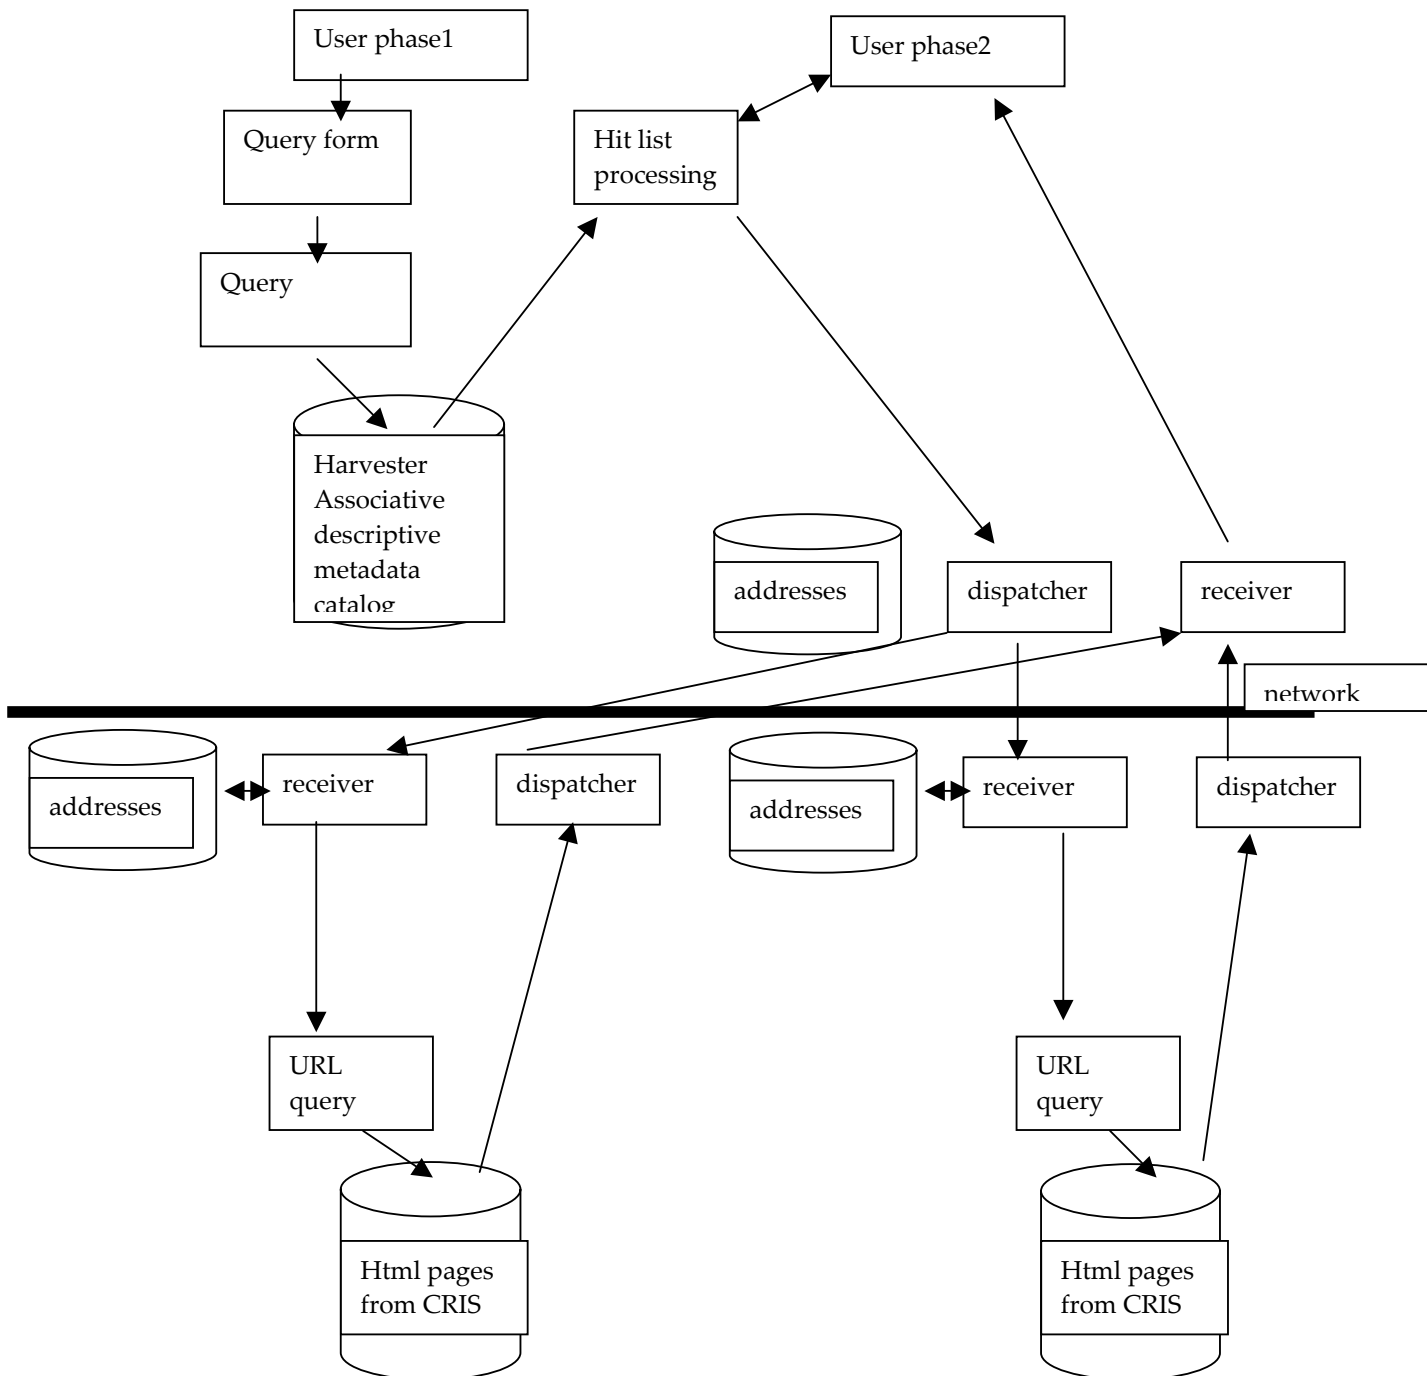 User phase1
User phase2
Query form
Hit list
processing
Query
Harvester
Associative
descriptive
metadata
catalog
addresses
dispatcher
receiver
network
addresses
receiver
dispatcher
addresses
receiver
dispatcher
URL
query
URL
query
Html pages
from CRIS
Html pages
from CRIS